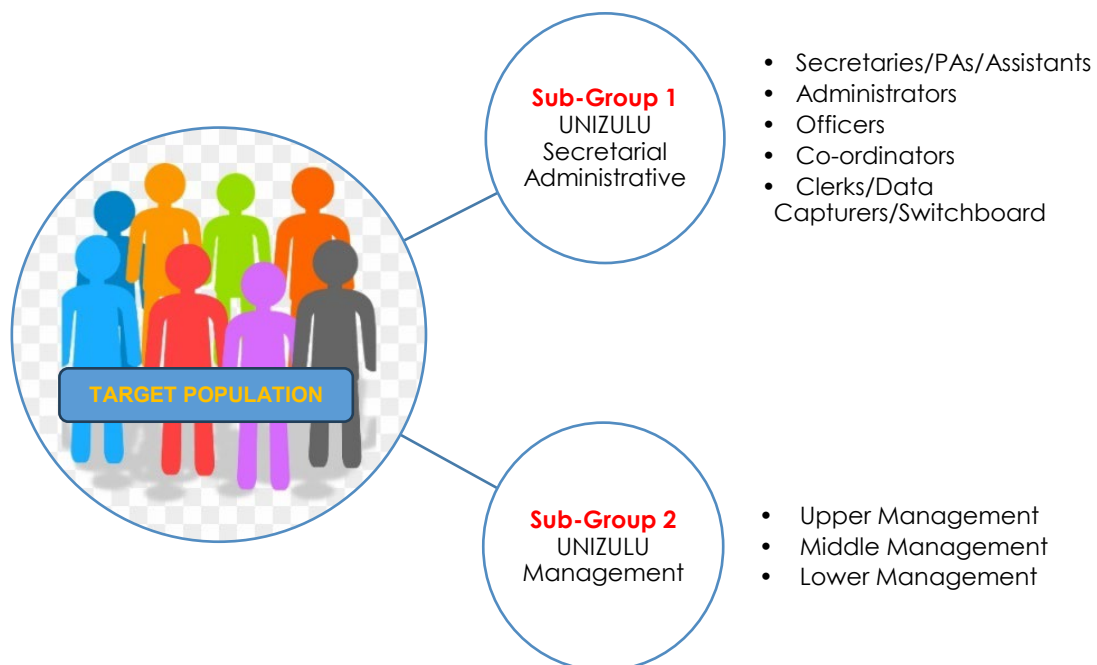 Sub-Group 1
UNIZULU
Secretarial
Administrative
• Secretaries/PAs/Assistants
• Administrators
• Officers
• Co-ordinators
• Clerks/Data
Capturers/Switchboard
TARGET POPULATION
Sub-Group 2
UNIZULU
Management
• Upper Management
• Middle Management
• Lower Management